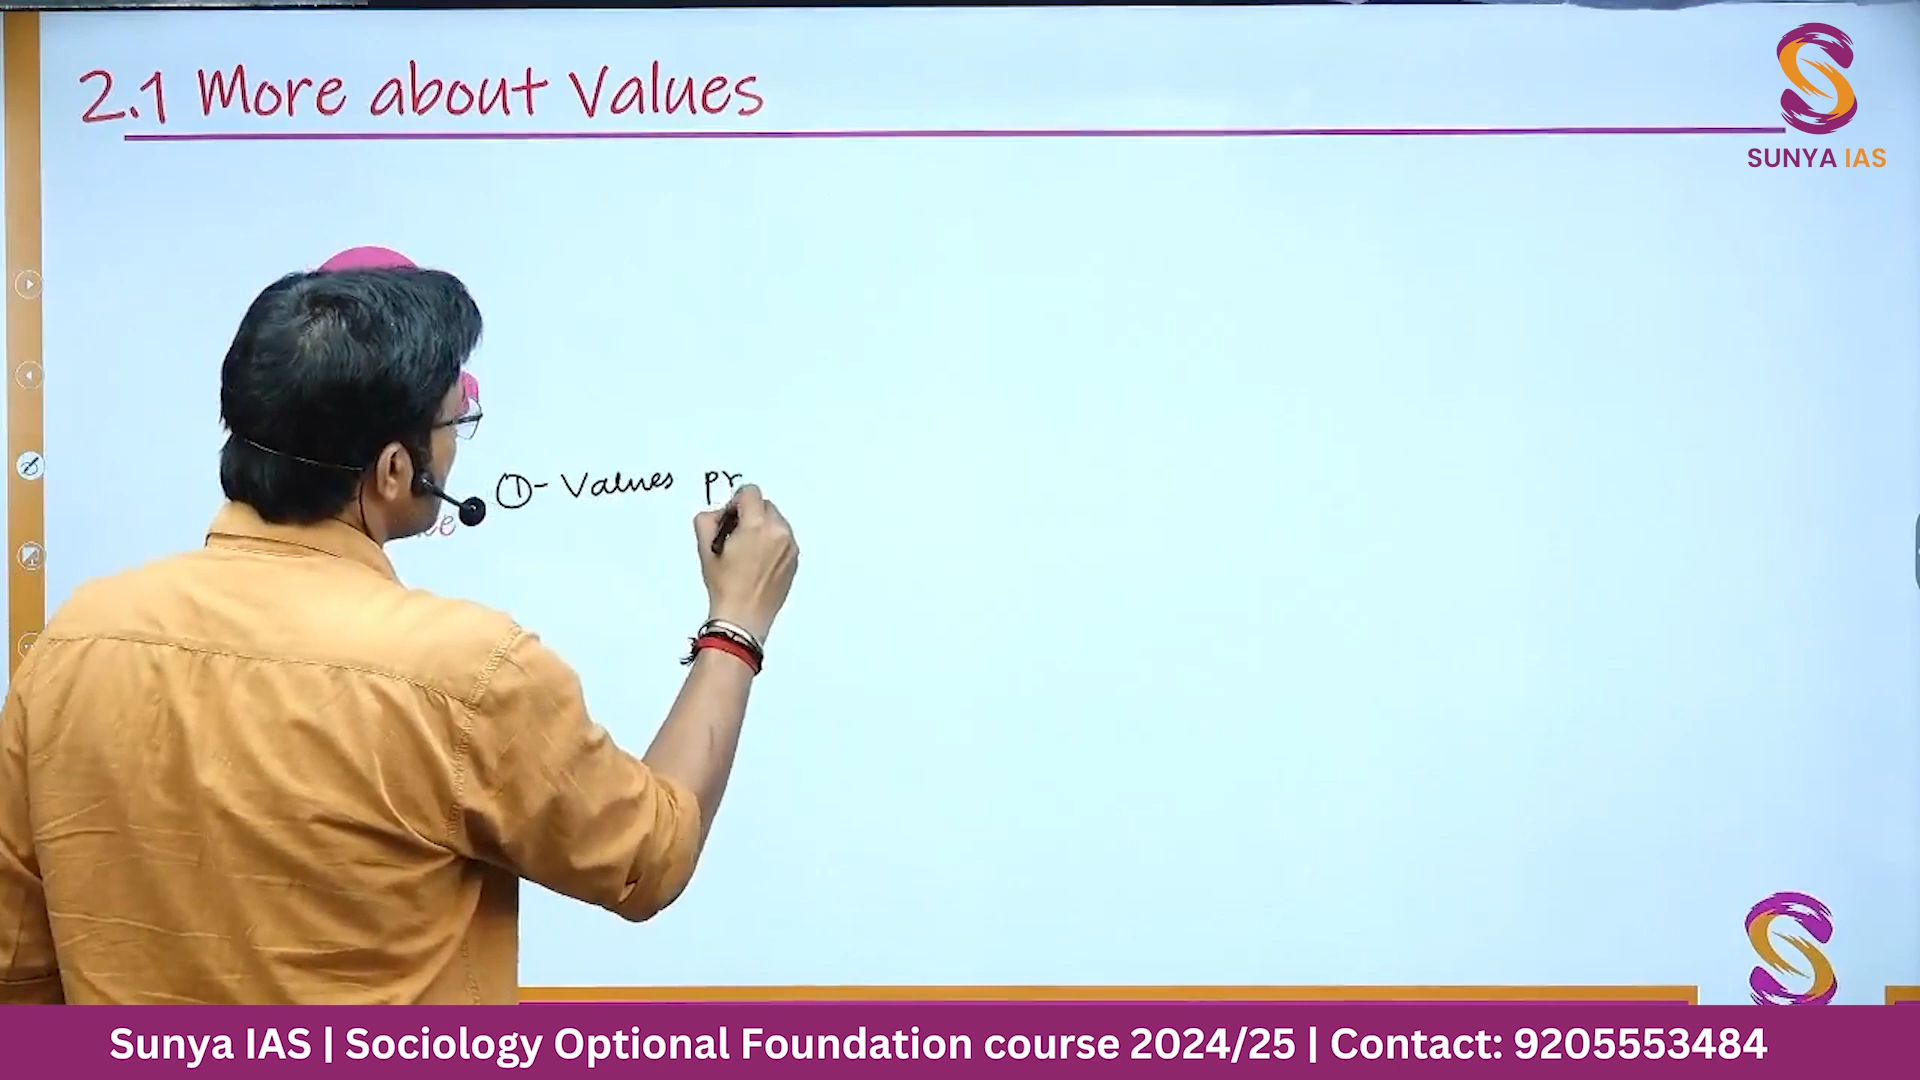 2.1 More about Values
SUNYA IAS
①- Values pr
Sunya IAS | Sociology Optional Foundation course 2024/25 | Contact: 9205553484